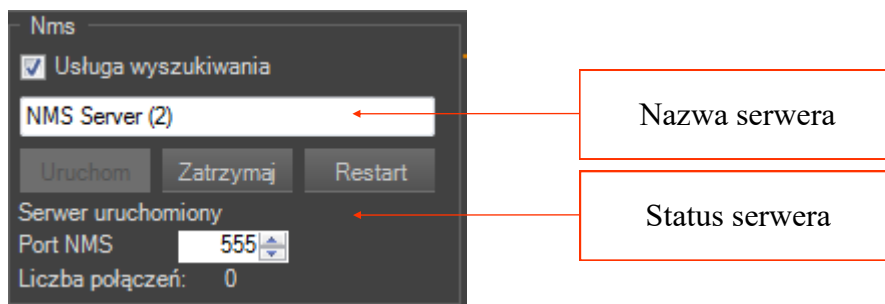 Nms
Usługa wyszukiwania
NMS Server (2)
Nazwa serwera
Uruchom Zatrzymaj Restart
Serwer uruchomiony
Status serwera
Port NMS 555
Liczba połączeń: 0